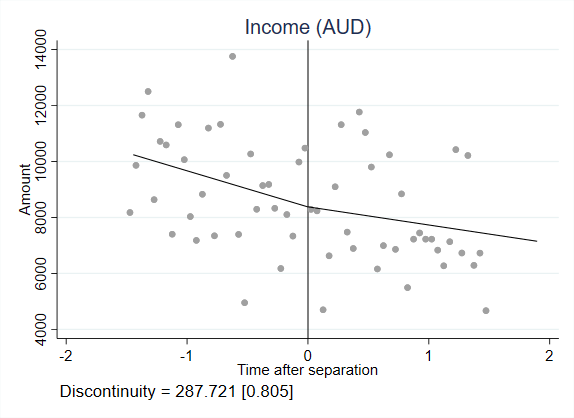 Income (AUD)
Amount
14000
12000
10000
8000
6000
4000
-2
-1
0
1
2
Time after separation
Discontinuity = 287.721 [0.805]